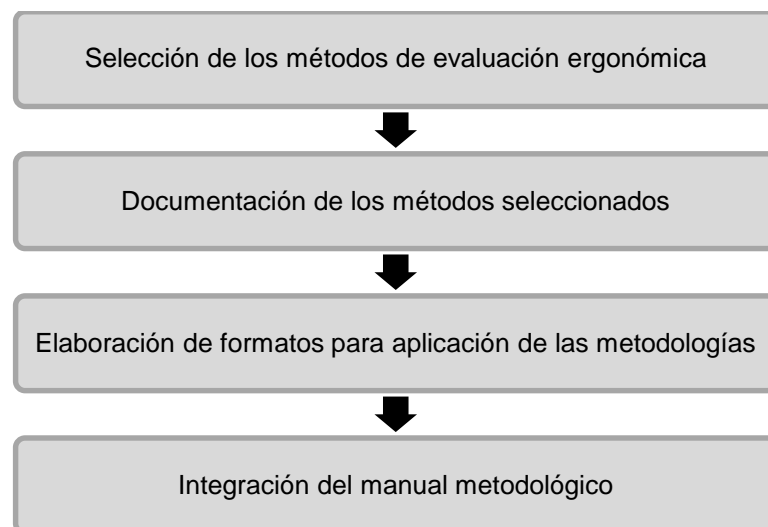 Selección de los métodos de evaluación ergonómica
Documentación de los métodos seleccionados
Elaboración de formatos para aplicación de las metodologías
Integración del manual metodológico